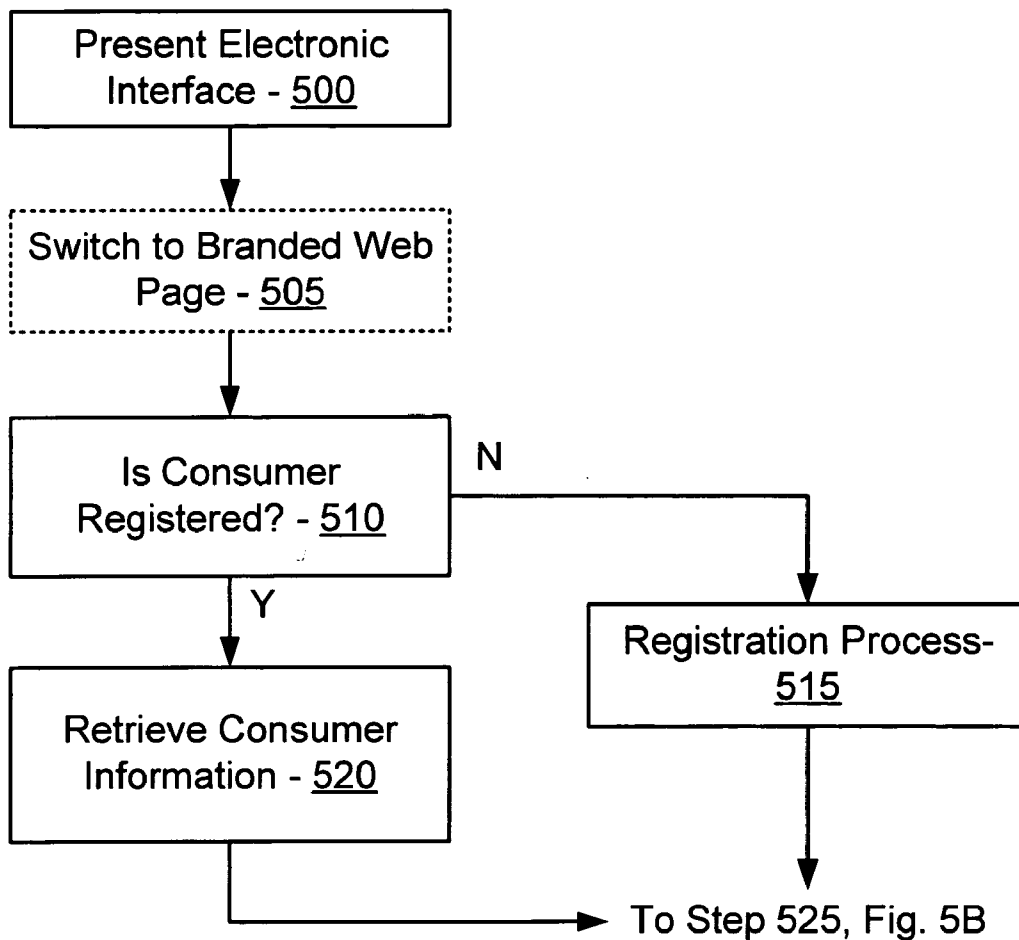 Present Electronic
Interface - 500
Switch to Branded Web
Page - 505
Is Consumer
Registered? - 510
N
Y
Registration Process-
515
Retrieve Consumer
Information - 520
To Step 525, Fig. 5B